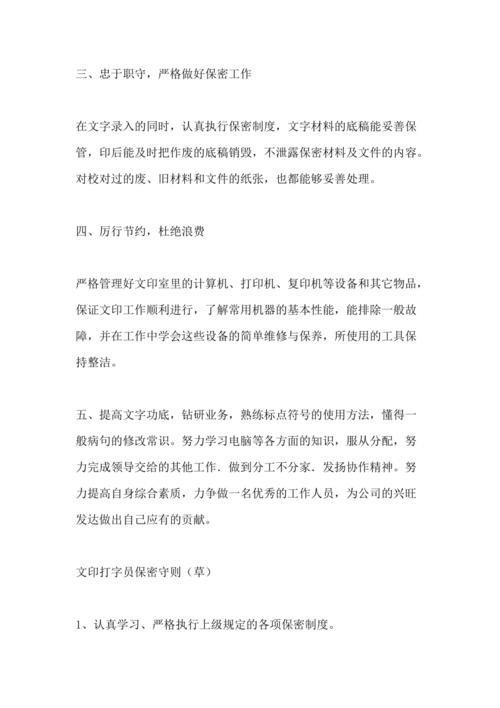 三、忠于职守，严格做好保密工作
在文字录入的同时，认真执行保密制度，文字材料的底稿能妥善保
管，印后能及时把作废的底稿销毁，不泄露保密材料及文件的内容。
对校对过的废、旧材料和文件的纸张，也都能够妥善处理。
四、厉行节约，杜绝浪费
严格管理好文印室里的计算机、打印机、复印机等设备和其它物品，
保证文印工作顺利进行，了解常用机器的基本性能，能排除一般故
障，并在工作中学会这些设备的简单维修与保养，所使用的工具保
持整洁。
五、提高文字功底，钻研业务，熟练标点符号的使用方法，懂得一
般病句的修改常识。努力学习电脑等各方面的知识，服从分配，努
力完成领导交给的其他工作．做到分工不分家．发扬协作精神。努
力提高自身综合素质，力争做一名优秀的工作人员，为公司的兴旺
发达做出自己应有的贡献。
文印打字员保密守则（草）
1、认真学习、严格执行上级规定的各项保密制度。